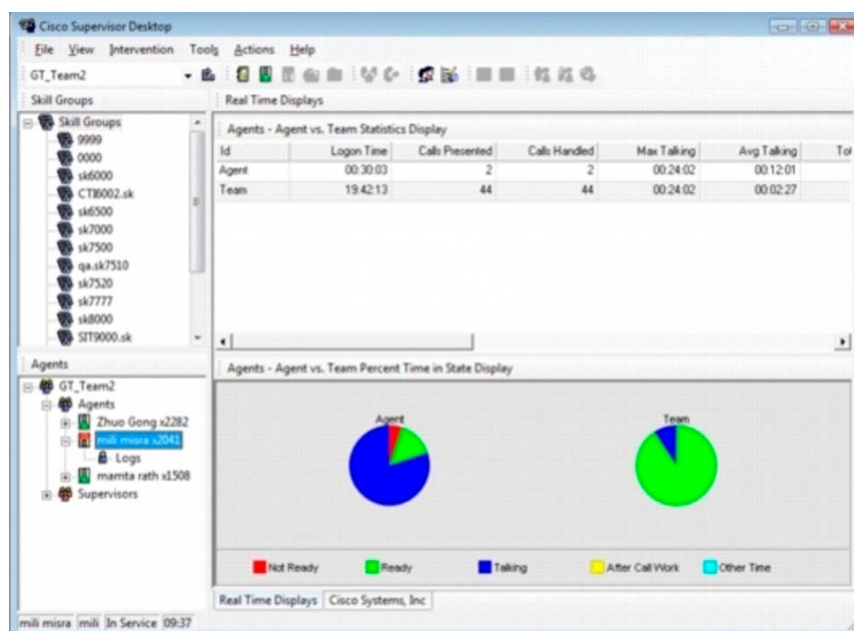 Cisco Supervisor Desktop
File View Intervention Tools Actions Help
GT_Team2
Skill Groups
Skill Groups
9999
0000
sk6000
CTI6002.sk
sk6500
sk7000
sk7500
qa.sk7510
sk7520
sk7777
sk8000
SIT9000.sk
Real Time Displays
Agents - Agent vs. Team Statistics Display
Id Logon Time Calls Presented Calls Handled Max Talking Avg Talking Tot
Agent 00:30:03 2 2 00:24:02 00:12:01
Team 19:42:13 44 44 00:24:02 00:02:27
Agents
GT_Team2
Agents
Zhuo Gong x2282
mili misra x2041
Logs
mamta rath x1508
Supervisors
Agents - Agent vs. Team Percent Time in State Display
Agent Team
Not Ready Ready Talking After Call Work Other Time
Real Time Displays Cisco Systems, Inc
mili misra mili In Service 09:37